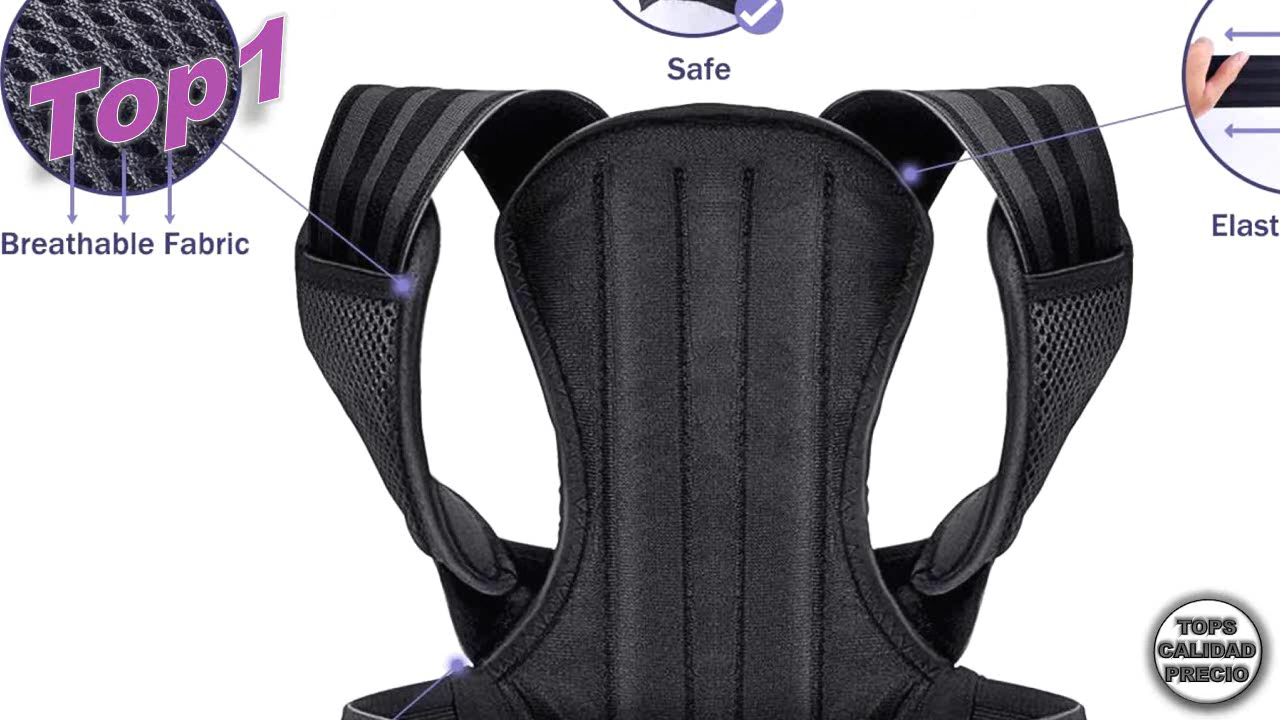 Top1
Safe
Breathable Fabric
Elast
TOPS
CALIDAD
PRECIO